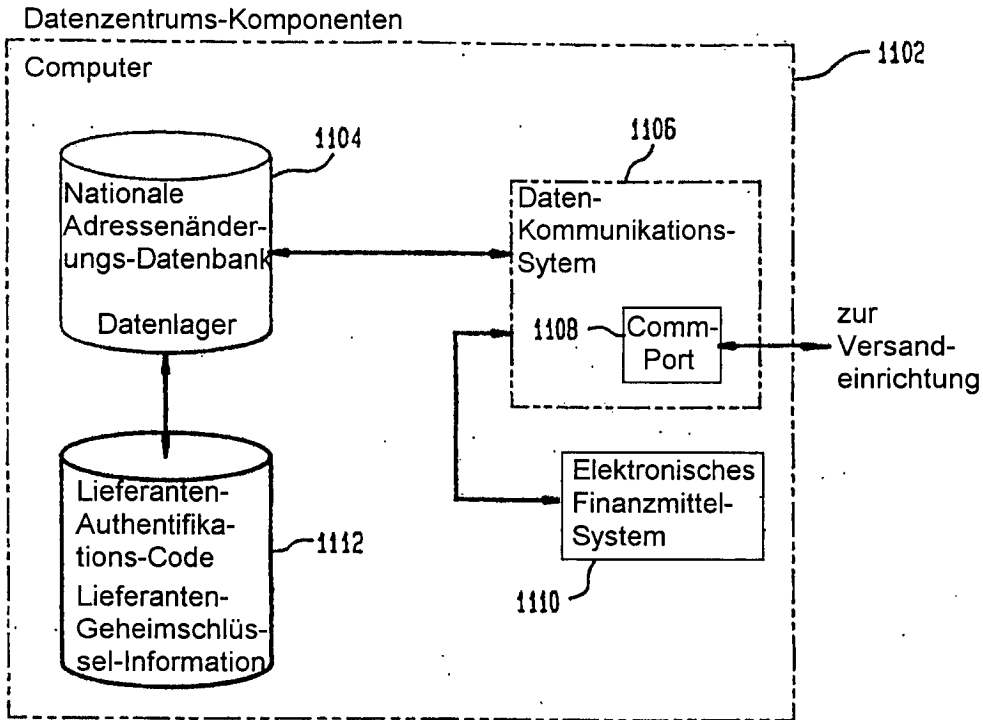 Datenzentrums-Komponenten
Computer
1102
1104
Nationale
Adressenänder-
ungs-Datenbank
Datenlager
1106
Daten-
Kommunikations-
Sytem
1108
Comm-
Port
zur
Versand-
einrichtung
Lieferanten-
Authentifika-
tions-Code
Lieferanten-
Geheimschlüs-
sel-Information
1112
Elektronisches
Finanzmittel-
System
1110